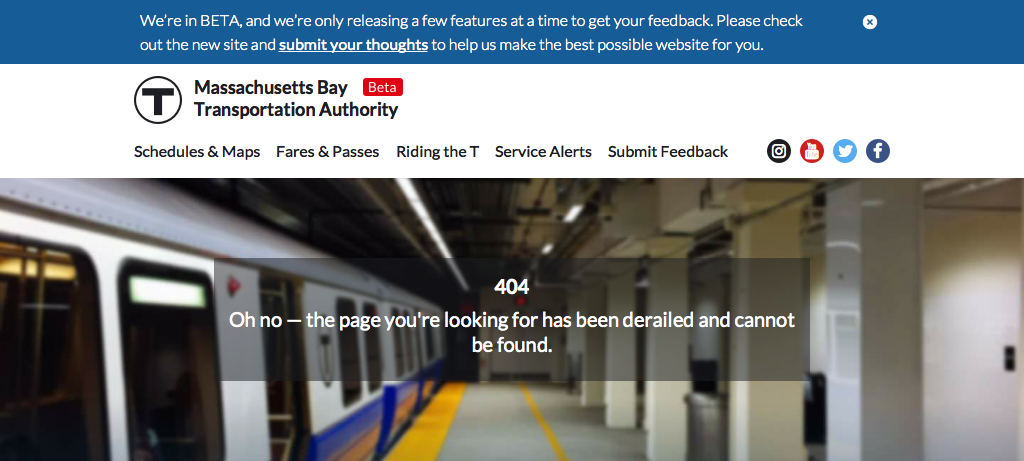 We're in BETA, and we're only releasing a few features at a time to get your feedback. Please check
out the new site and submit your thoughts to help us make the best possible website for you.
T
Massachusetts Bay Beta
Transportation Authority
Schedules & Maps Fares & Passes Riding the T Service Alerts Submit Feedback
404
Oh no — the page you're looking for has been derailed and cannot
be found.